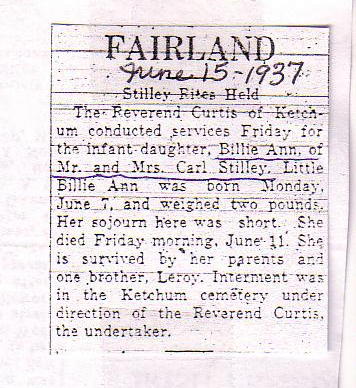 FAIRLAND
June 15-1937
Stilley Rites Held
The Reverend Curtis of Ketch-
um conducted services Friday for
the infant daughter, Billie Ann, of
Mr. and Mrs. Carl Stilley. Little
Billie Ann was born Monday,
June 7, and weighed two pounds.
Her sojourn here was short. She
died Friday morning, June 11. She
is survived by her parents and
one brother, Leroy. Interment was
in the Ketchum cemetery under
direction of the Reverend Curtis,
the undertaker.